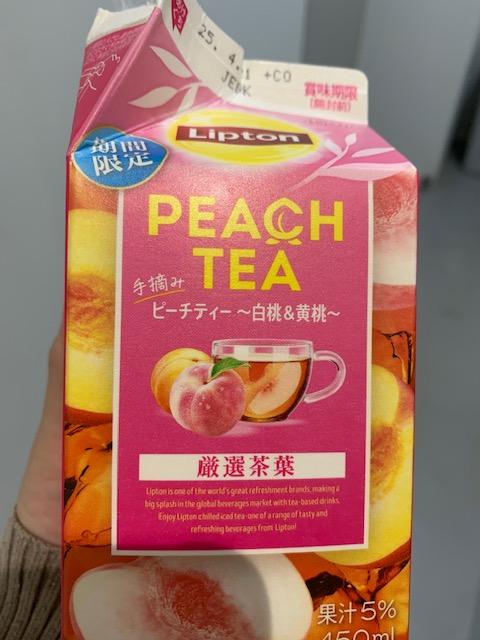 25. 4.
+CO
JEDK
賞味期限
(開封前)
期間
限定
Lipton
PEACH
TEA
手摘み
ピーチティー ～白桃&黄桃～
厳選茶葉
Lipton is one of the world's great refreshment brands, making a
big splash in the global beverages market with tea-based drinks.
Enjoy Lipton chilled iced tea-one of a range of tasty and
refreshing beverages from Lipton!
果汁5%
450ml